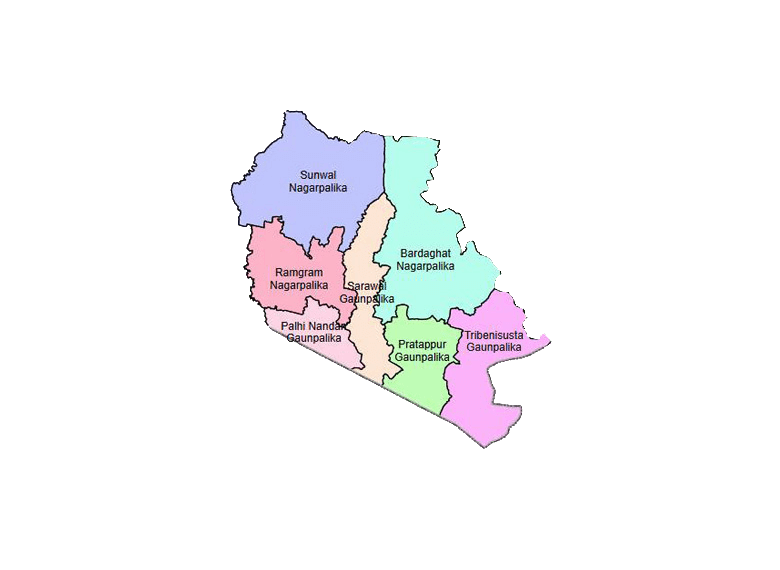 Sunwal
Nagarpalika
Bardaghat
Nagarpalika
Ramgram
Nagarpalika
Sarawal
Gaunpalika
Palhi Nandan
Gaunpalika
Pratappur
Gaunpalika
Tribenisusta
Gaunpalika